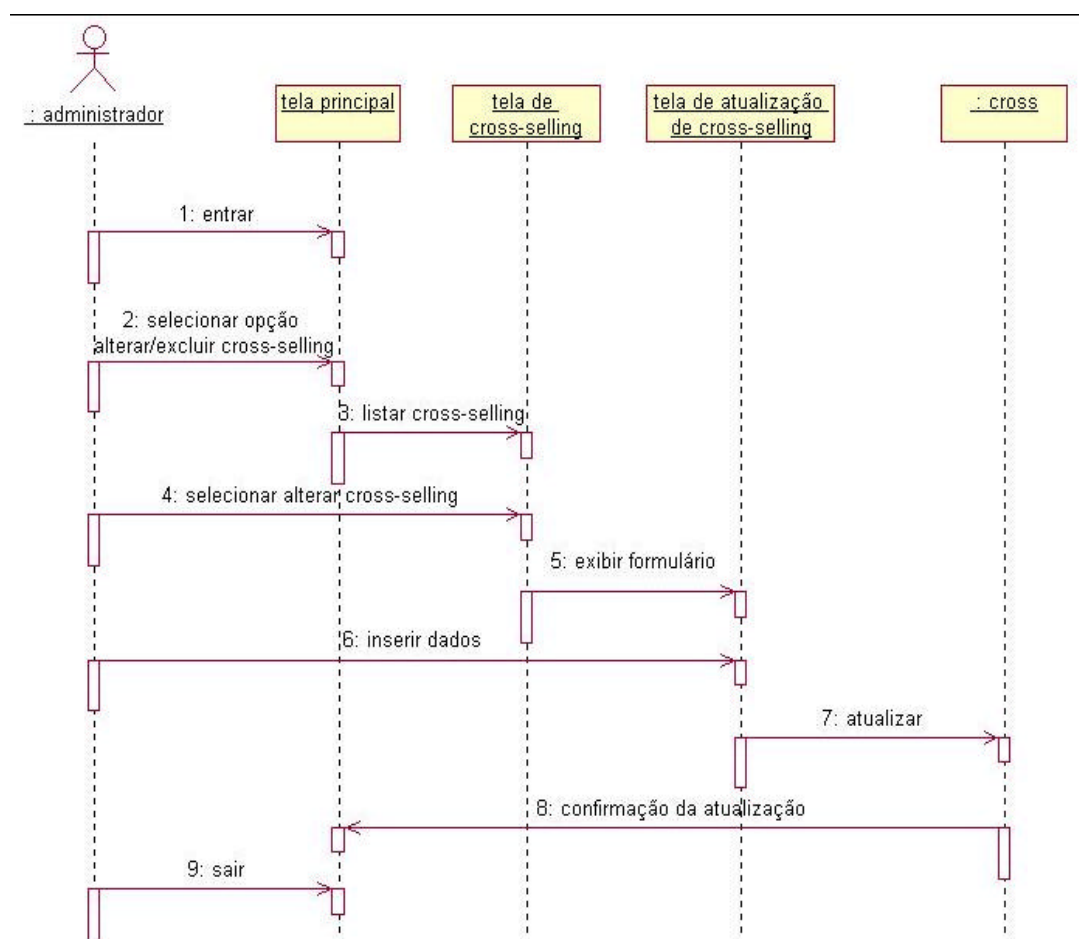 : administrador
tela principal
tela de
cross-selling
tela de atualização
de cross-selling
: cross
1: entrar
2: selecionar opção
alterar/excluir cross-selling
3: listar cross-selling
4: selecionar alterar cross-selling
5: exibir formulário
6: inserir dados
7: atualizar
8: confirmação da atualização
9: sair